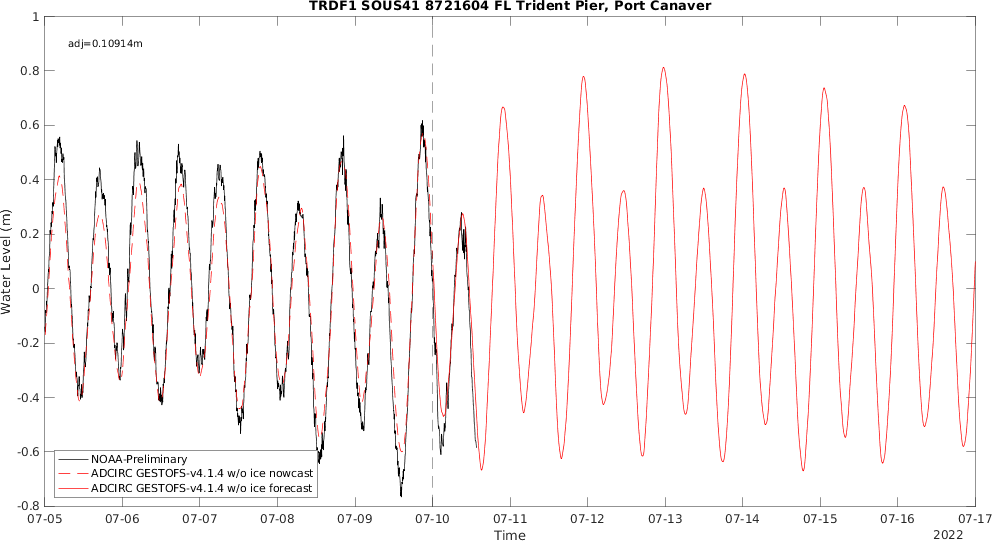 TRDF1 SOUS41 8721604 FL Trident Pier, Port Canaver
adj=0.10914m
1
0.8
0.6
0.4
0.2
0
-0.2
-0.4
-0.6
-0.8
Water Level (m)
NOAA-Preliminary
ADCIRC GESTOFS-v4.1.4 w/o ice nowcast
ADCIRC GESTOFS-v4.1.4 w/o ice forecast
07-05 07-06 07-07 07-08 07-09 07-10 07-11 07-12 07-13 07-14 07-15 07-16 07-17
Time
2022